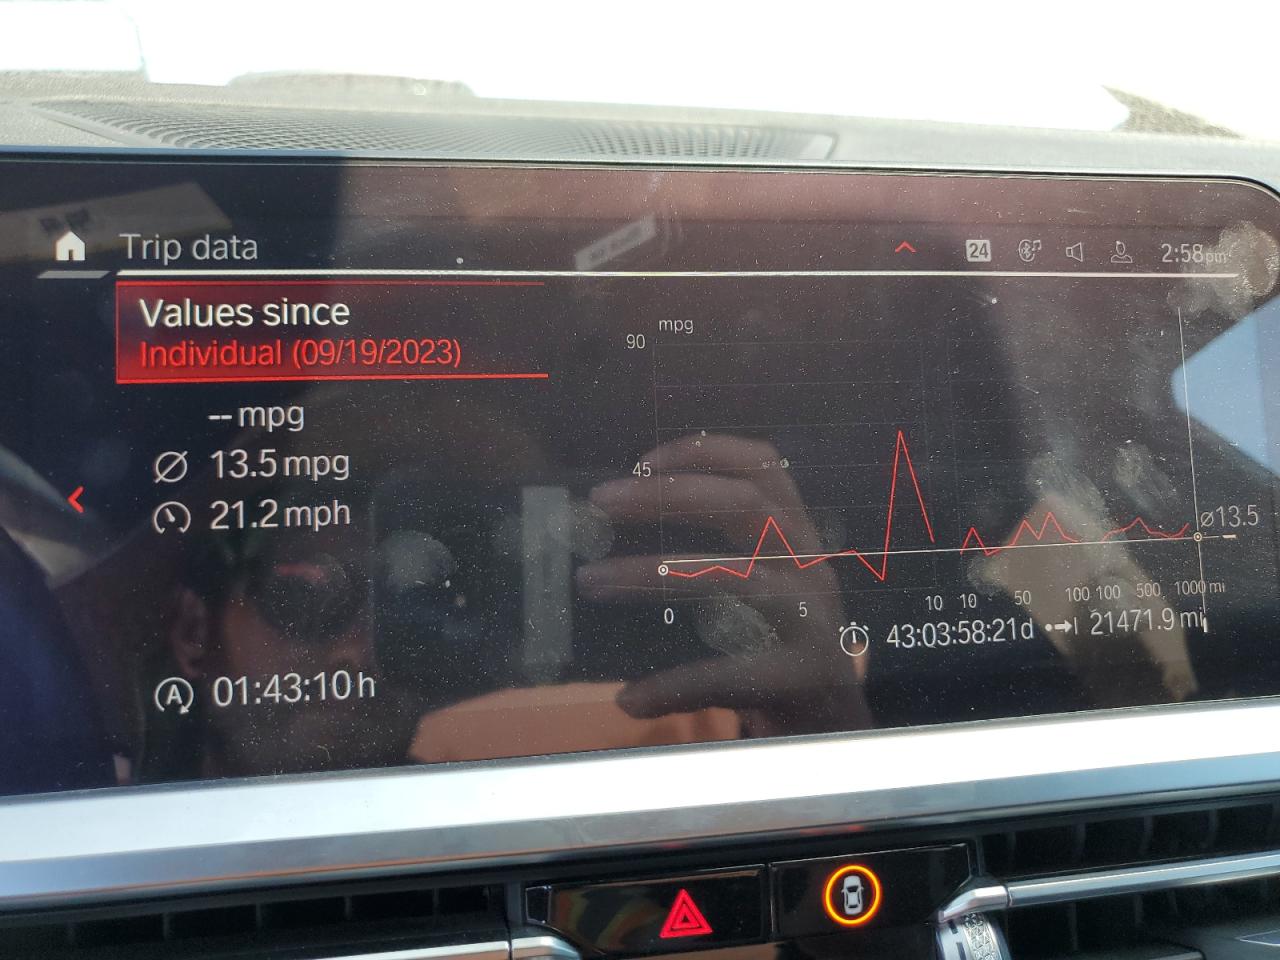 Trip data
24
2:58pm
Values since
Individual (09/19/2023)
-- mpg
Ø 13.5 mpg
21.2 mph
A 01:43:10 h
mpg
90
45
ø13.5
0 5 10 10 50 100 100 500 1000 mi
43:03:58:21d 21471.9 mi